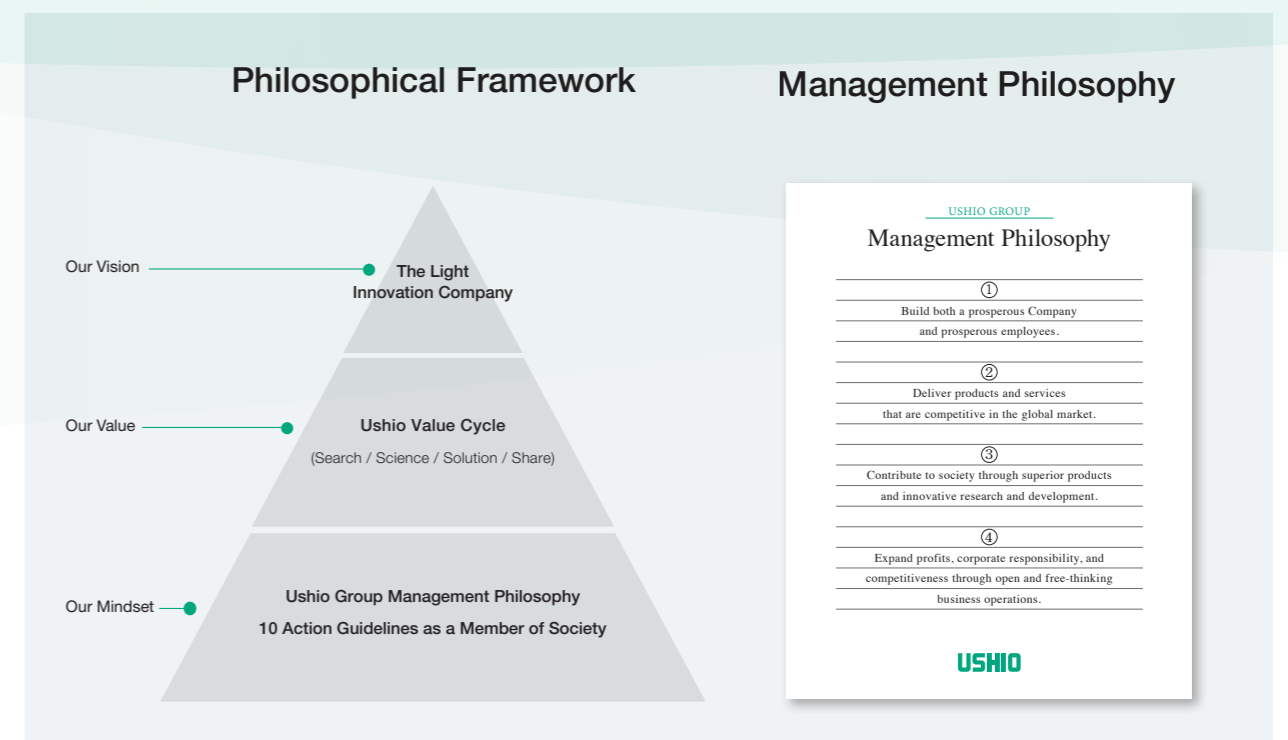 Philosophical Framework
Our Vision
The Light
Innovation Company
Our Value
Ushio Value Cycle
(Search / Science / Solution / Share)
Our Mindset
Ushio Group Management Philosophy
10 Action Guidelines as a Member of Society
Management Philosophy
USHIO GROUP
Management Philosophy
①
Build both a prosperous Company
and prosperous employees.
②
Deliver products and services
that are competitive in the global market.
③
Contribute to society through superior products
and innovative research and development.
④
Expand profits, corporate responsibility, and
competitiveness through open and free-thinking
business operations.
USHIO